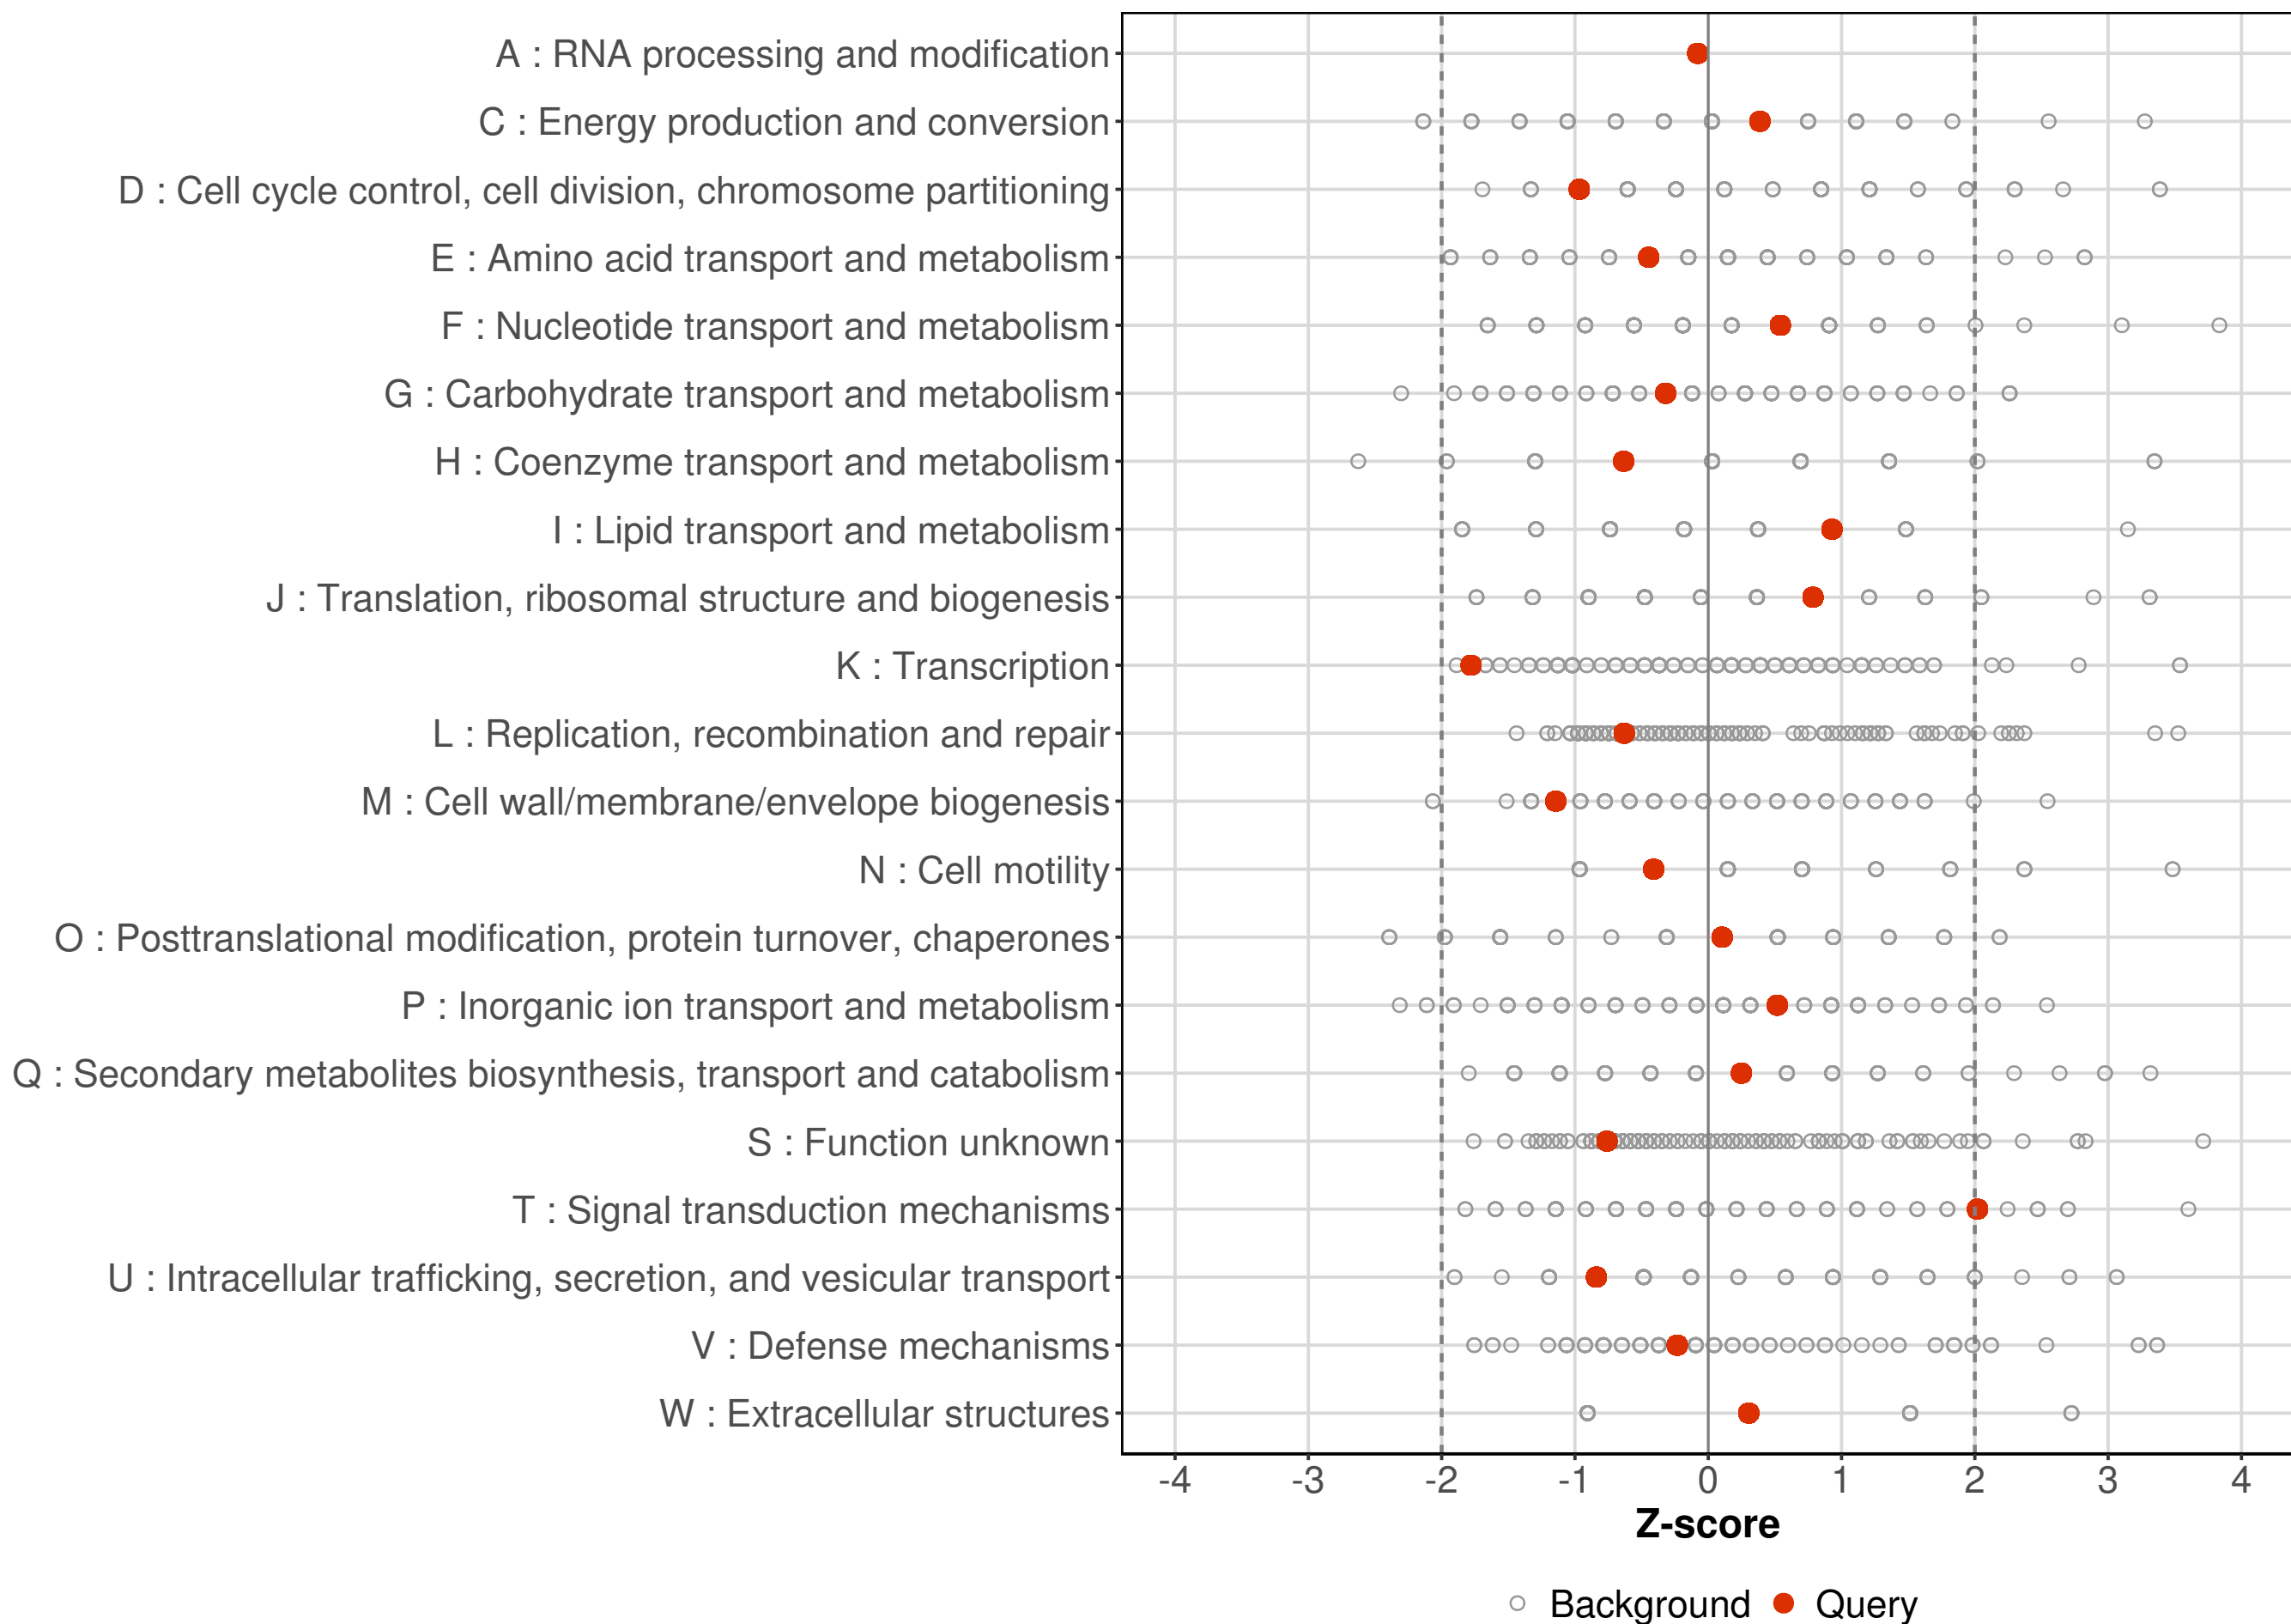 A : RNA processing and modification
C : Energy production and conversion
D : Cell cycle control, cell division, chromosome partitioning
E : Amino acid transport and metabolism
F : Nucleotide transport and metabolism
G : Carbohydrate transport and metabolism
H : Coenzyme transport and metabolism
I : Lipid transport and metabolism
J : Translation, ribosomal structure and biogenesis
K : Transcription
L : Replication, recombination and repair
M : Cell wall/membrane/envelope biogenesis
N : Cell motility
O : Posttranslational modification, protein turnover, chaperones
P : Inorganic ion transport and metabolism
Q : Secondary metabolites biosynthesis, transport and catabolism
S : Function unknown
T : Signal transduction mechanisms
U : Intracellular trafficking, secretion, and vesicular transport
V : Defense mechanisms
W : Extracellular structures
-4 -3 -2 -1 0 1 2 3 4
Z-score
Background Query